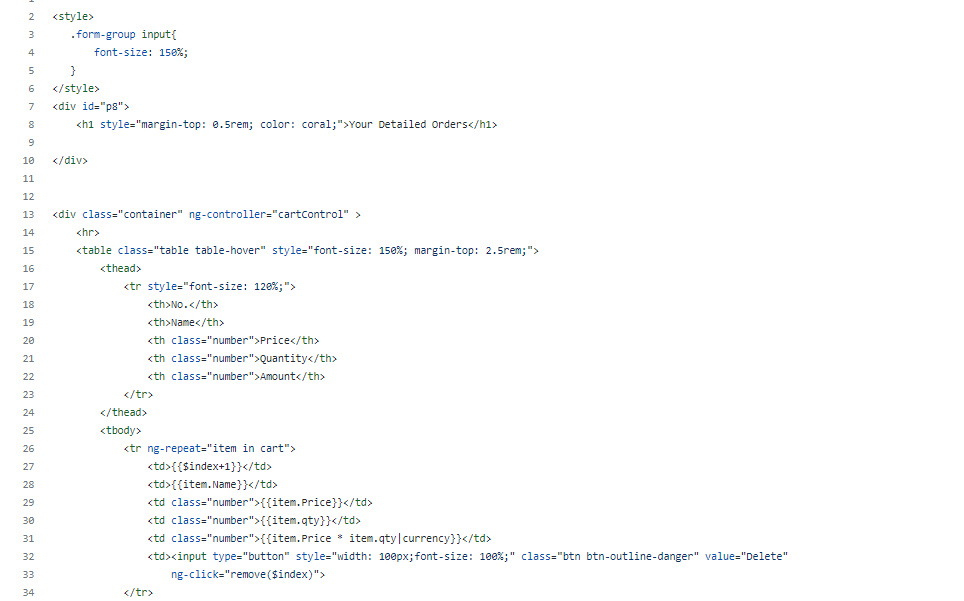 2 <style>
3 .form-group input{
4 font-size: 150%;
5 }
6 </style>
7 <div id="p8">
8 <h1 style="margin-top: 0.5rem; color: coral;">Your Detailed Orders</h1>
9
10 </div>
11
12
13 <div class="container" ng-controller="cartControl" >
14 <hr>
15 <table class="table table-hover" style="font-size: 150%; margin-top: 2.5rem;">
16 <thead>
17 <tr style="font-size: 120%;">
18 <th>No.</th>
19 <th>Name</th>
20 <th class="number">Price</th>
21 <th class="number">Quantity</th>
22 <th class="number">Amount</th>
23 </tr>
24 </thead>
25 <tbody>
26 <tr ng-repeat="item in cart">
27 <td>{{$index+1}}</td>
28 <td>{{item.Name}}</td>
29 <td class="number">{{item.Price}}</td>
30 <td class="number">{{item.qty}}</td>
31 <td class="number">{{item.Price * item.qty|currency}}</td>
32 <td><input type="button" style="width: 100px;font-size: 100%;" class="btn btn-outline-danger" value="Delete"
33 ng-click="remove($index)">
34 </tr>